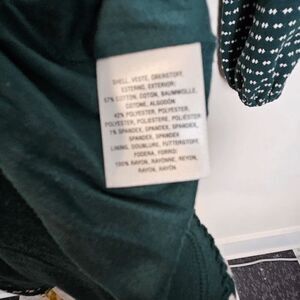 SHELL, VESTE, OBERSTOFF,
ESTERNO, EXTERIOR:
57% COTTON, COTON, BAUMWOLLE,
COTONE, ALGODÓN
42% POLYESTER, POLYESTER,
POLYESTER, POLIESTERE, POLIÉSTER
1% SPANDEX, SPANDEX, SPANDEX,
SPANDEX, SPANDEX
LINING, DOUBLURE, FUTTERSTOFF,
FODERA, FORRO:
100% RAYON, RAYONNE, REYON,
RAYON, RAYÓN